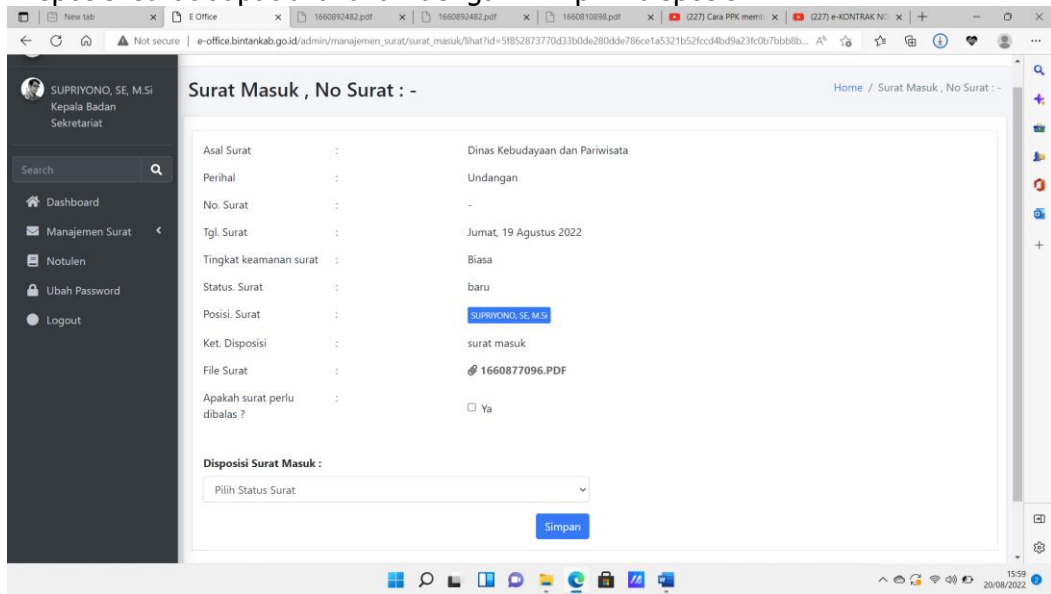 New tab
E Office
1660892482.pdf
1660892482.pdf
1660810898.pdf
(227) Cara PPK memb
(227) e-KONTRAK NO
Not secure | e-office.bintankab.go.id/admin/manajemen_surat/surat_masuk/lihat?id=5f852873770d33b0de280dde786ce1a5321b52fccd4bd9a23fc0b7bbb8b...
SUPRIYONO, SE, M.Si
Kepala Badan
Sekretariat
Search
Dashboard
Manajemen Surat
Notulen
Ubah Password
Logout
Surat Masuk , No Surat : -
Home / Surat Masuk , No Surat : -
Asal Surat : Dinas Kebudayaan dan Pariwisata
Perihal : Undangan
No. Surat : -
Tgl. Surat : Jumat, 19 Agustus 2022
Tingkat keamanan surat : Biasa
Status. Surat : baru
Posisi. Surat : SUPRIYONO, SE, M.Si
Ket. Disposisi : surat masuk
File Surat : 1660877096.PDF
Apakah surat perlu : Ya
dibalas ?
Disposisi Surat Masuk :
Pilih Status Surat
Simpan
15:59
20/08/2022